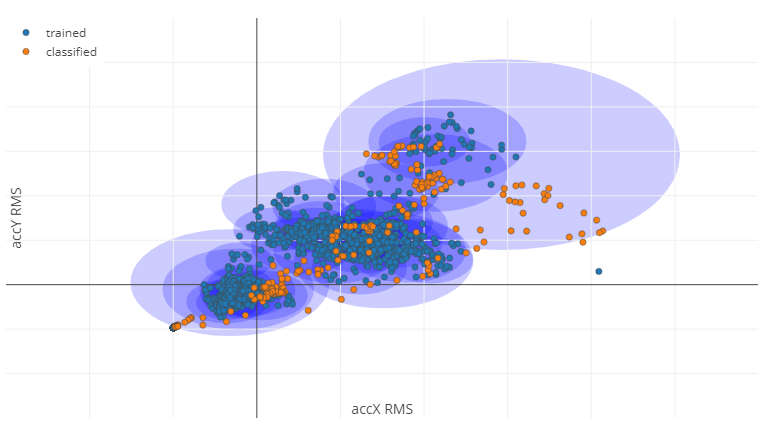 trained
classified
accY RMS
accX RMS